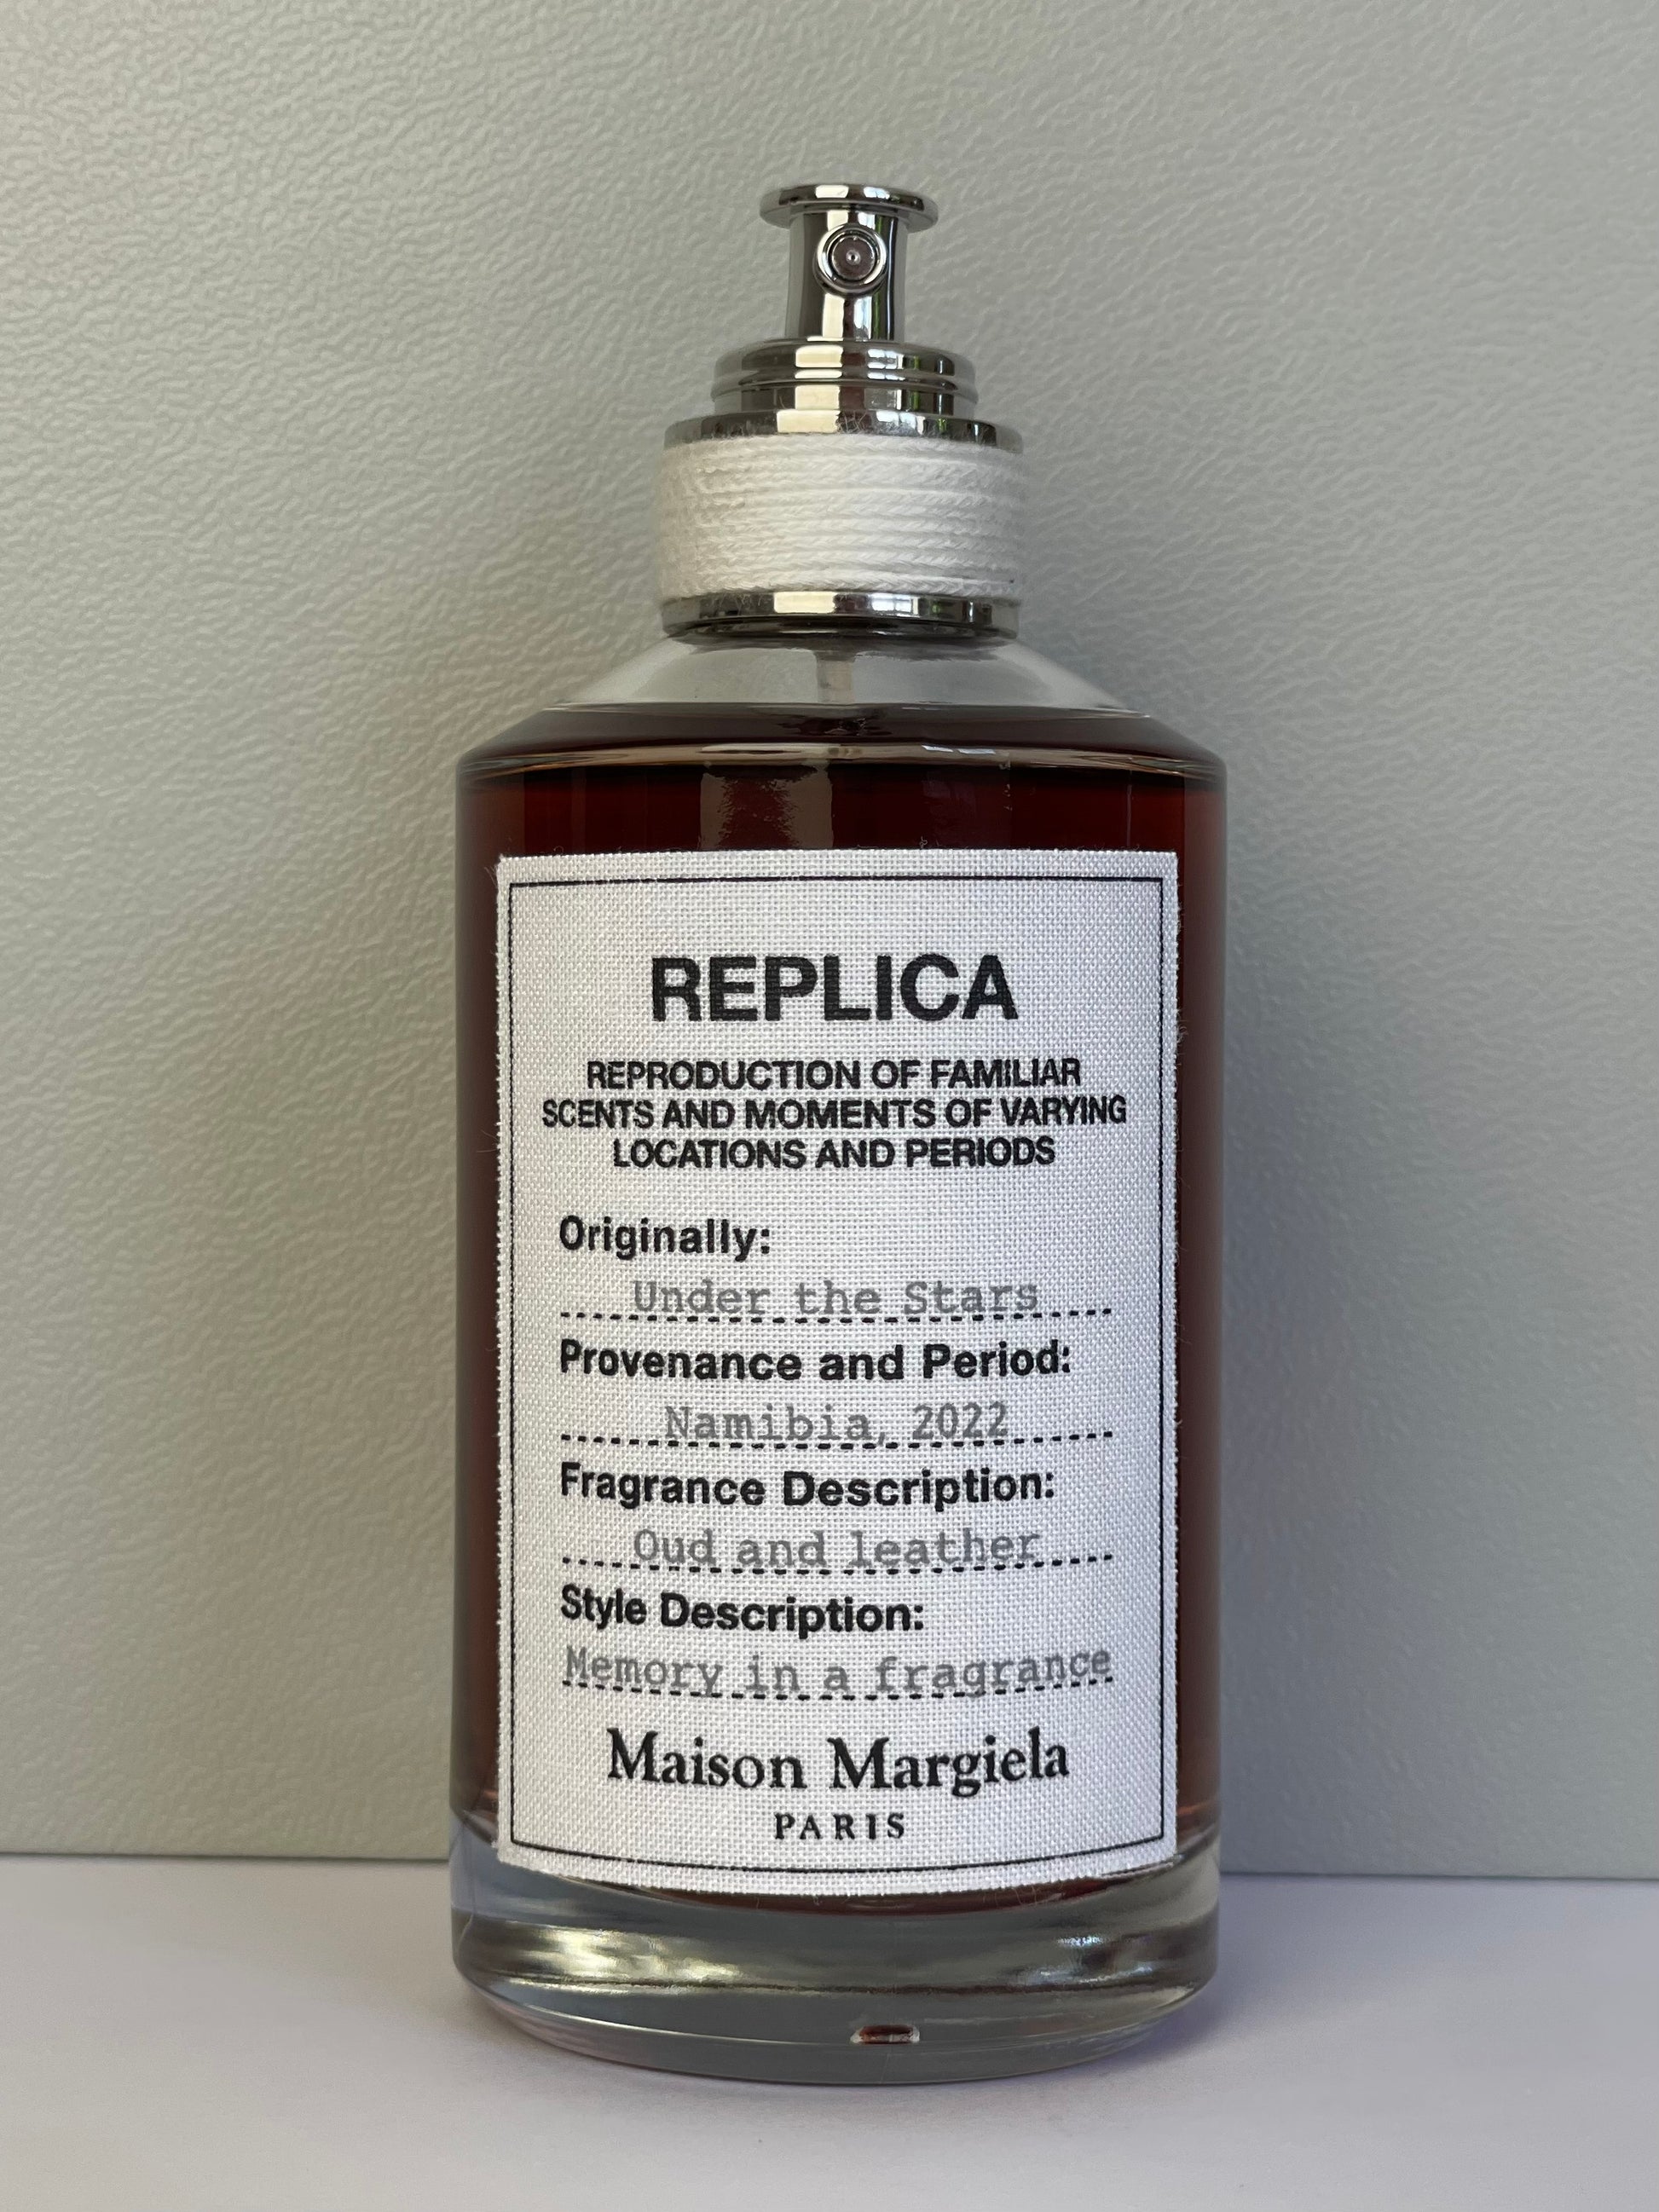 REPLICA
REPRODUCTION OF FAMILIAR
SCENTS AND MOMENTS OF VARYING
LOCATIONS AND PERIODS
Originally:
Under the Stars
Provenance and Period:
Namibia, 2022
Fragrance Description:
Oud and leather
Style Description:
Memory in a fragrance
Maison Margiela
PARIS